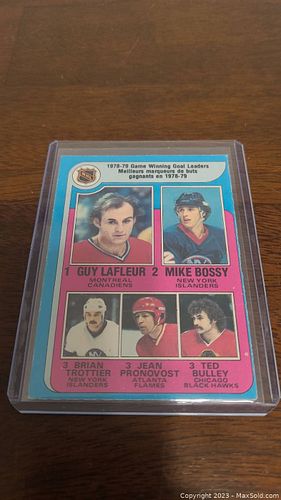 1978-79 Game Winning Goal Leaders
Meilleurs marqueurs de buts
gagnants en 1978-79
NHL
1 GUY LAFLEUR
MONTREAL
CANADIENS
2 MIKE BOSSY
NEW YORK
ISLANDERS
3 BRIAN
TROTTIER
NEW YORK
ISLANDERS
3 JEAN
PRONOVOST
ATLANTA
FLAMES
3 TED
BULLEY
CHICAGO
BLACK HAWKS
Copyright © 2023 - MaxSold.com